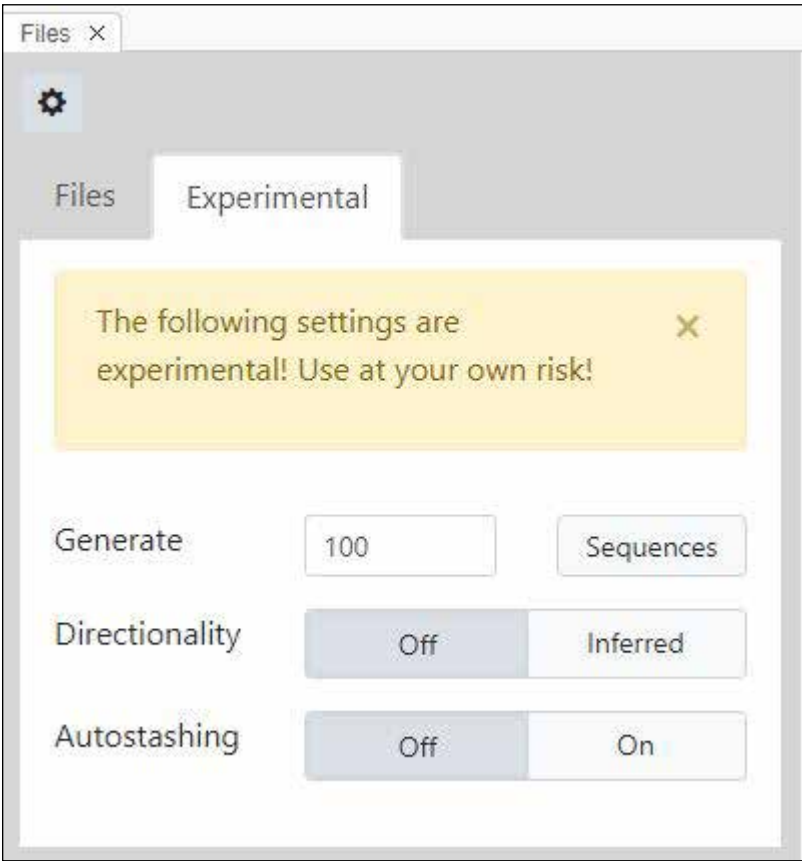 Files
Files Experimental
The following settings are
experimental! Use at your own risk!
Generate 100 Sequences
Directionality Off Inferred
Autostashing Off On